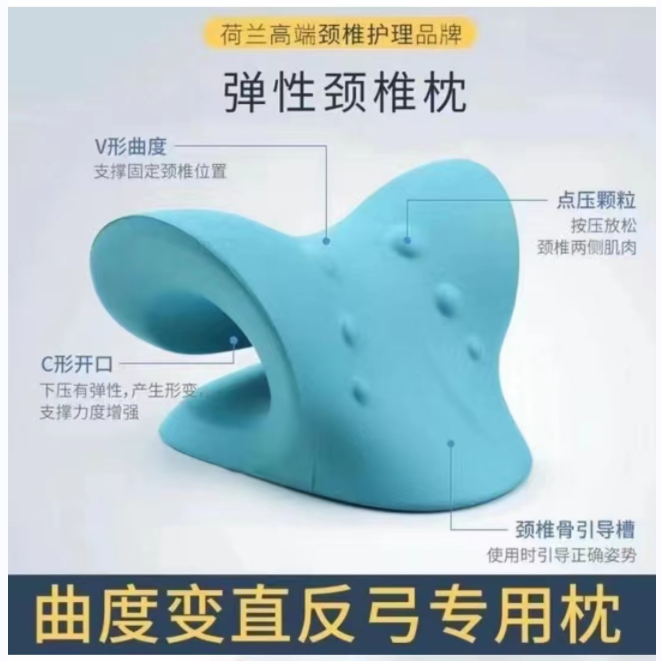 荷兰高端颈椎护理品牌
弹性颈椎枕
V形曲度
支撑固定颈椎位置
点压颗粒
按压放松
颈椎两侧肌肉
C形开口
下压有弹性,产生形变,
支撑力度增强
颈椎骨引导槽
使用时引导正确姿势
曲度变直反弓专用枕